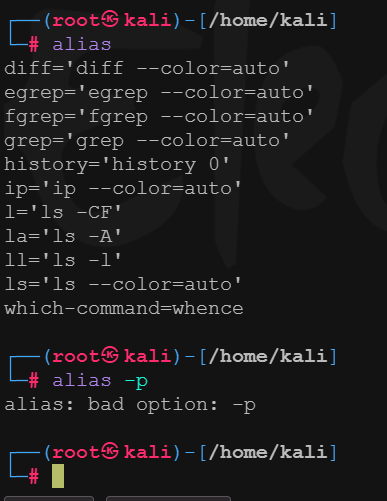 ┌──(root㉿kali)-[/home/kali]
└─# alias
diff='diff --color=auto'
egrep='egrep --color=auto'
fgrep='fgrep --color=auto'
grep='grep --color=auto'
history='history 0'
ip='ip --color=auto'
l='ls -CF'
la='ls -A'
ll='ls -l'
ls='ls --color=auto'
which-command=whence
┌──(root㉿kali)-[/home/kali]
└─# alias -p
alias: bad option: -p
┌──(root㉿kali)-[/home/kali]
└─#